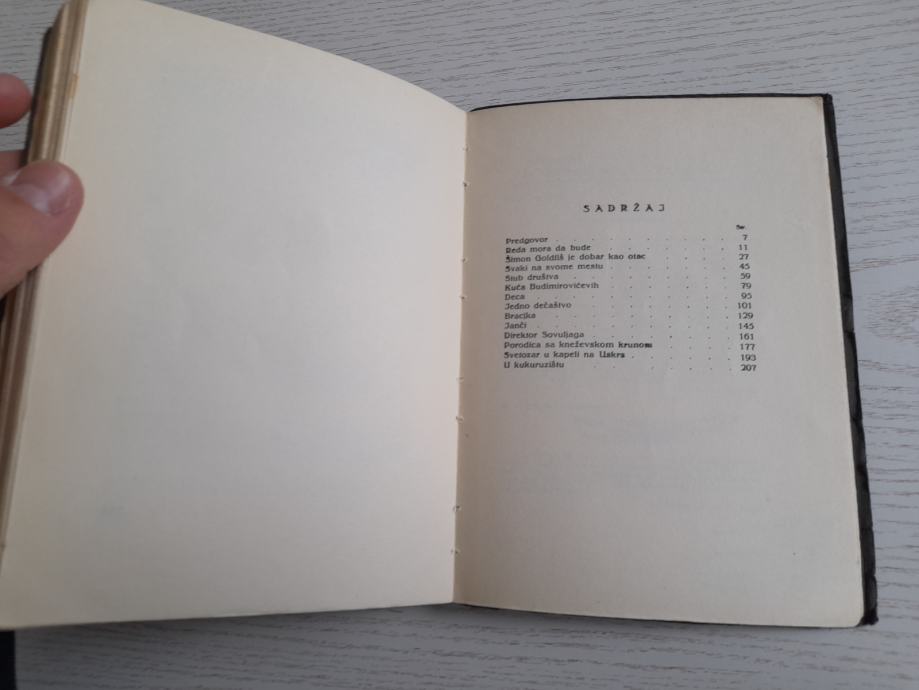 SADRŽAJ
Str.
Predgovor . . . . . . . . 7
Reda mora da bude . . . . . . 11
Šimon Goldfiš je dobar kao otac . . . . 27
Svaki na svome mestu . . . . . . 45
Stub društva . . . . . . . . 59
Kuća Budimirovićevih . . . . . . 79
Deca . . . . . . . . . 95
Jedno dečaštvo . . . . . . . 101
Bracika . . . . . . . . 129
Janči . . . . . . . . . 145
Direktor Sovuljaga . . . . . . 161
Porodica sa kneževskom krunom . . . . 177
Svetozar u kapeli na Uskrs . . . . . 193
U kukuruzištu . . . . . . . 207